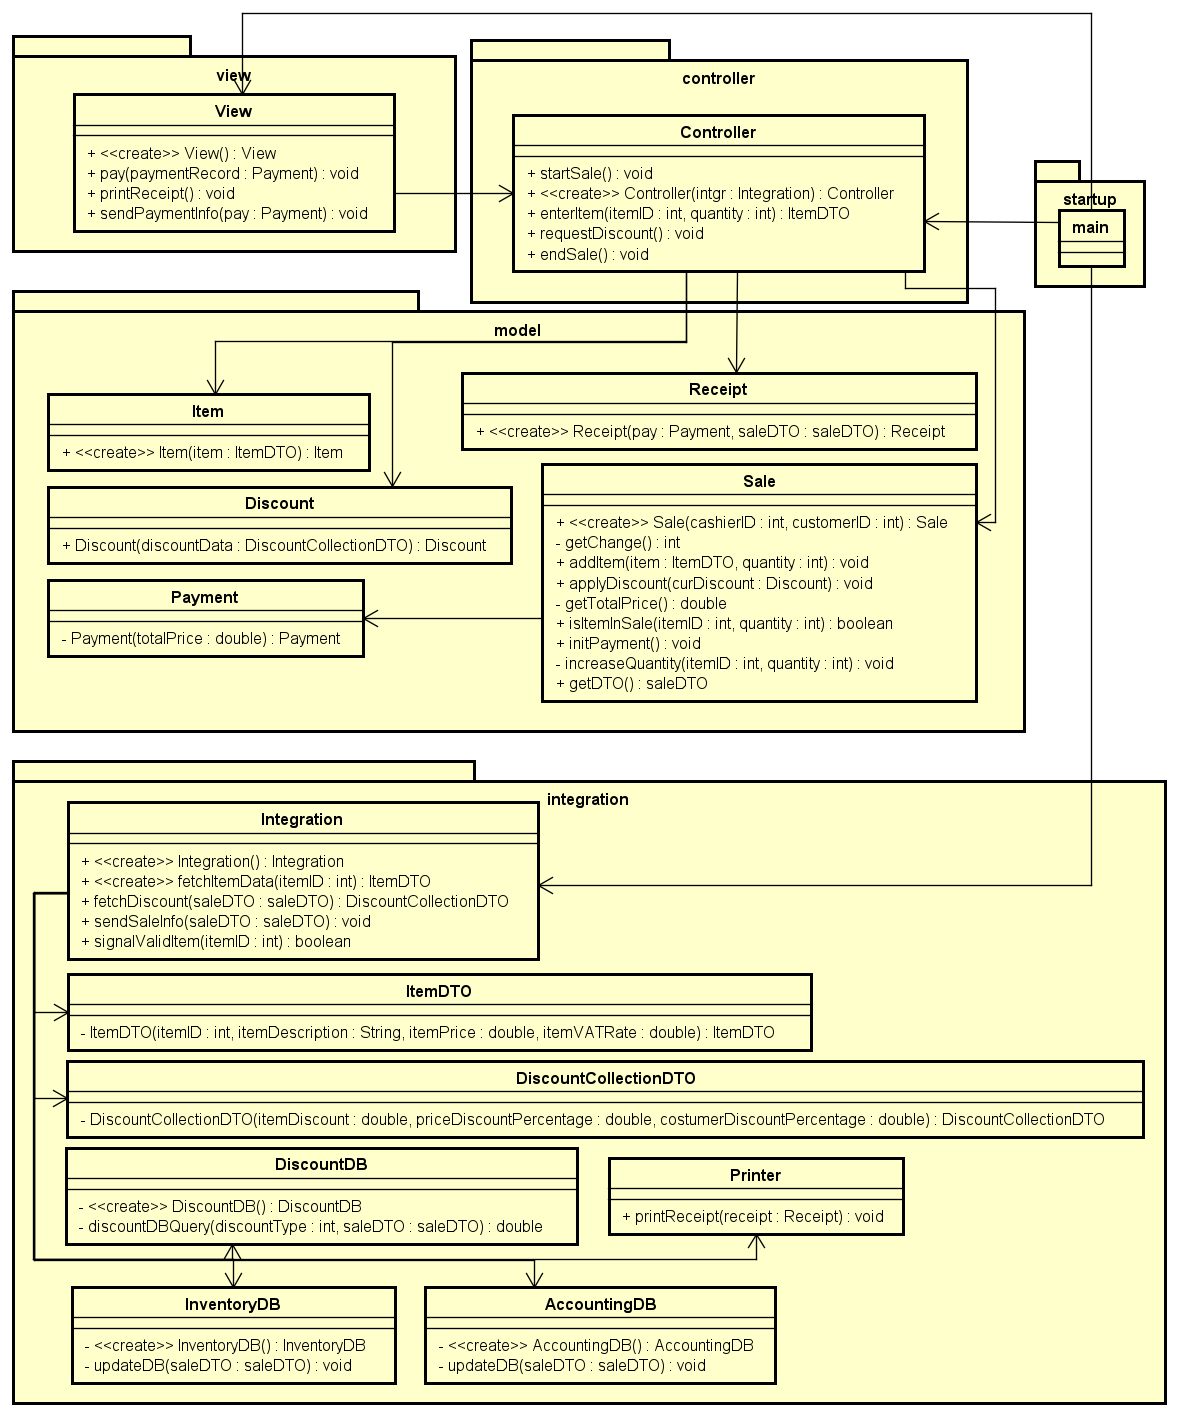 view
View
+ <<create>> View() : View
+ pay(paymentRecord : Payment) : void
+ printReceipt() : void
+ sendPaymentInfo(pay : Payment) : void
controller
Controller
+ startSale() : void
+ <<create>> Controller(intgr : Integration) : Controller
+ enterItem(itemID : int, quantity : int) : ItemDTO
+ requestDiscount() : void
+ endSale() : void
startup
main
model
Item
+ <<create>> Item(item : ItemDTO) : Item
Discount
+ Discount(discountData : DiscountCollectionDTO) : Discount
Payment
- Payment(totalPrice : double) : Payment
Receipt
+ <<create>> Receipt(pay : Payment, saleDTO : saleDTO) : Receipt
Sale
+ <<create>> Sale(cashierID : int, customerID : int) : Sale
- getChange() : int
+ addItem(item : ItemDTO, quantity : int) : void
+ applyDiscount(curDiscount : Discount) : void
- getTotalPrice() : double
+ isItemInSale(itemID : int, quantity : int) : boolean
+ initPayment() : void
- increaseQuantity(itemID : int, quantity : int) : void
+ getDTO() : saleDTO
integration
Integration
+ <<create>> Integration() : Integration
+ <<create>> fetchItemData(itemID : int) : ItemDTO
+ fetchDiscount(saleDTO : saleDTO) : DiscountCollectionDTO
+ sendSaleInfo(saleDTO : saleDTO) : void
+ signalValidItem(itemID : int) : boolean
ItemDTO
- ItemDTO(itemID : int, itemDescription : String, itemPrice : double, itemVATRate : double) : ItemDTO
DiscountCollectionDTO
- DiscountCollectionDTO(itemDiscount : double, priceDiscountPercentage : double, costumerDiscountPercentage : double) : DiscountCollectionDTO
DiscountDB
- <<create>> DiscountDB() : DiscountDB
- discountDBQuery(discountType : int, saleDTO : saleDTO) : double
Printer
+ printReceipt(receipt : Receipt) : void
InventoryDB
- <<create>> InventoryDB() : InventoryDB
- updateDB(saleDTO : saleDTO) : void
AccountingDB
- <<create>> AccountingDB() : AccountingDB
- updateDB(saleDTO : saleDTO) : void